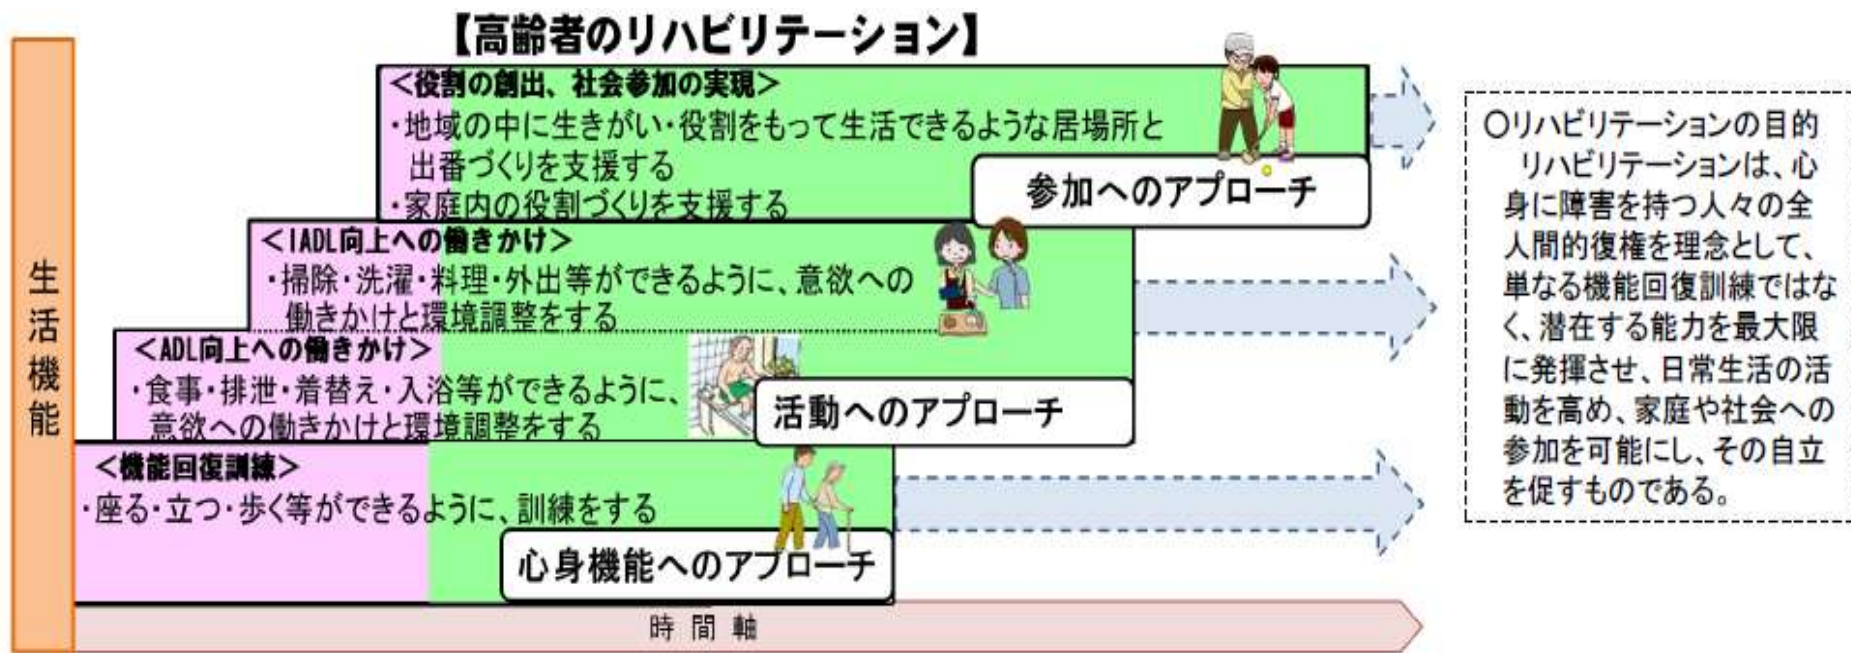 【高齢者のリハビリテーション】
生活機能
<役割の創出、社会参加の実現>
・地域の中に生きがい・役割をもって生活できるような居場所と
出番づくりを支援する
・家庭内の役割づくりを支援する
参加へのアプローチ
<IADL向上への働きかけ>
・掃除・洗濯・料理・外出等ができるように、意欲への
働きかけと環境調整をする
<ADL向上への働きかけ>
・食事・排泄・着替え・入浴等ができるように、
意欲への働きかけと環境調整をする
活動へのアプローチ
<機能回復訓練>
・座る・立つ・歩く等ができるように、訓練をする
心身機能へのアプローチ
時間軸
○リハビリテーションの目的
リハビリテーションは、心
身に障害を持つ人々の全
人間的復権を理念として、
単なる機能回復訓練ではな
く、潜在する能力を最大限
に発揮させ、日常生活の活
動を高め、家庭や社会への
参加を可能にし、その自立
を促すものである。